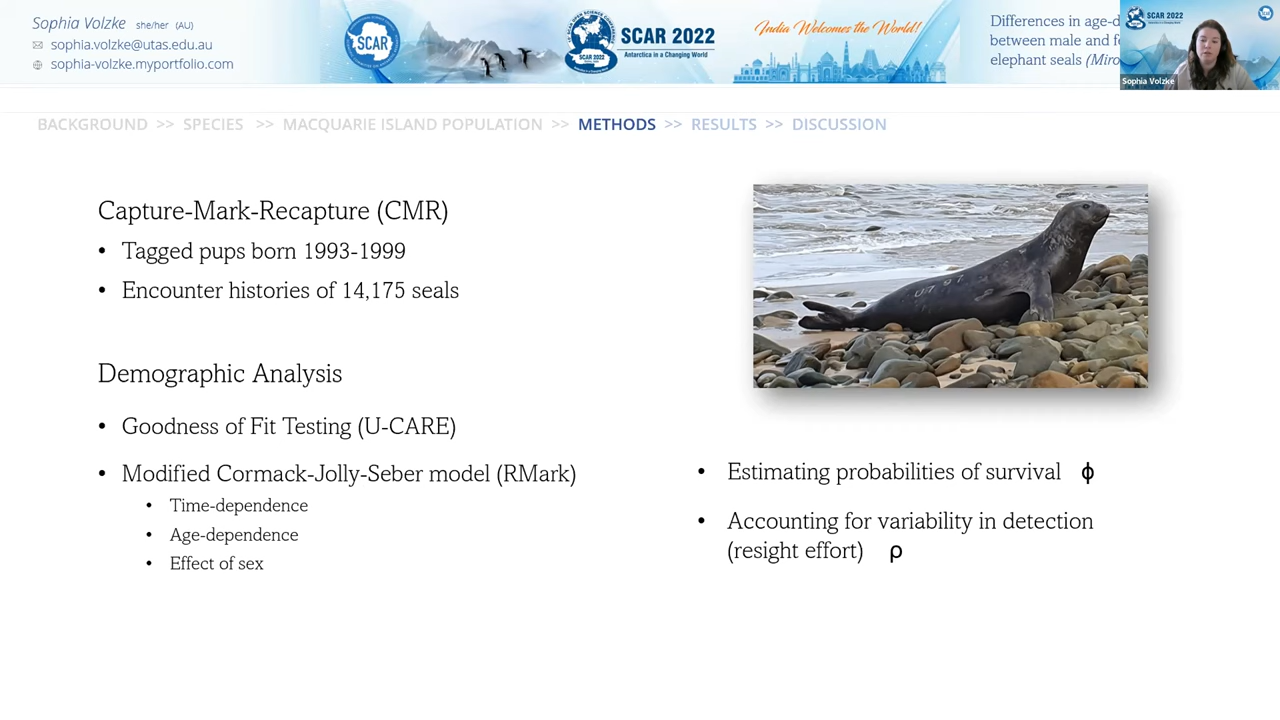 Sophia Volzke she/her (AU)
sophia.volzke@utas.edu.au
sophia-volzke.myportfolio.com
SCAR
SCAR 2022
SCAR 2022
Antarctica in a Changing World
India Welcomes the World!
Differences in age-d
between male and fe
elephant seals (Miro
SCAR 2022
Sophia Volzke
BACKGROUND >> SPECIES >> MACQUARIE ISLAND POPULATION >> METHODS >> RESULTS >> DISCUSSION
Capture-Mark-Recapture (CMR)
• Tagged pups born 1993-1999
• Encounter histories of 14,175 seals
Demographic Analysis
• Goodness of Fit Testing (U-CARE)
• Modified Cormack-Jolly-Seber model (RMark)
• Time-dependence
• Age-dependence
• Effect of sex
• Estimating probabilities of survival ϕ
• Accounting for variability in detection
(resight effort) ρ